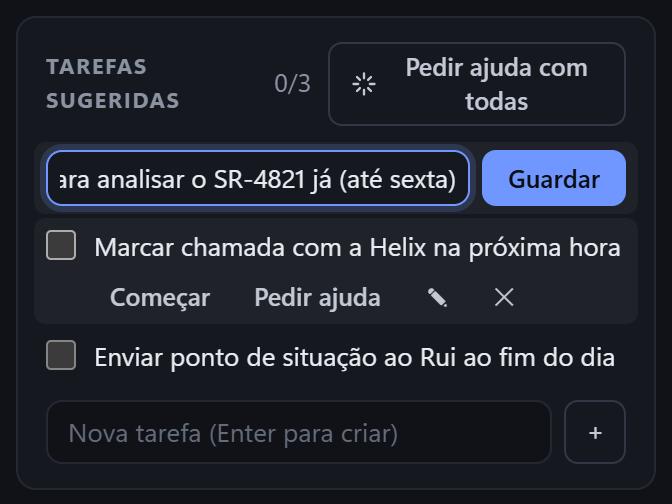 TAREFAS
SUGERIDAS
0/3
Pedir ajuda com
todas
analisar o SR-4821 já (até sexta)
Guardar
Marcar chamada com a Helix na próxima hora
Começar
Pedir ajuda
Enviar ponto de situação ao Rui ao fim do dia
Nova tarefa (Enter para criar)
+